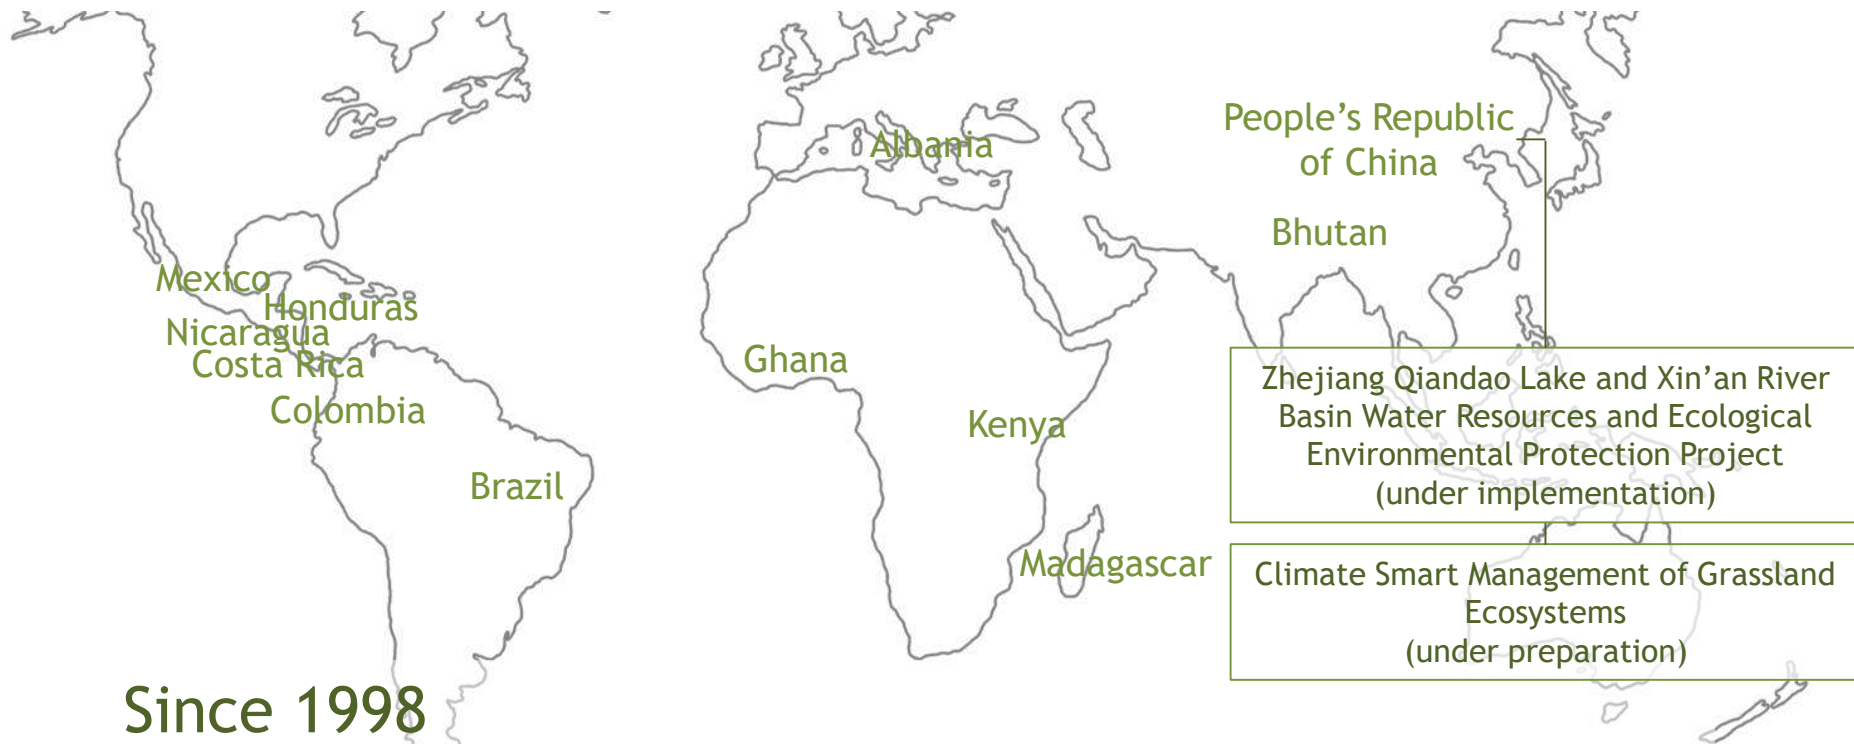 People’s Republic
of China
Albania
Bhutan
Mexico
Honduras
Nicaragua
Costa Rica
Ghana
Colombia
Kenya
Brazil
Madagascar
Zhejiang Qiandao Lake and Xin’an River
Basin Water Resources and Ecological
Environmental Protection Project
(under implementation)
Climate Smart Management of Grassland
Ecosystems
(under preparation)
Since 1998